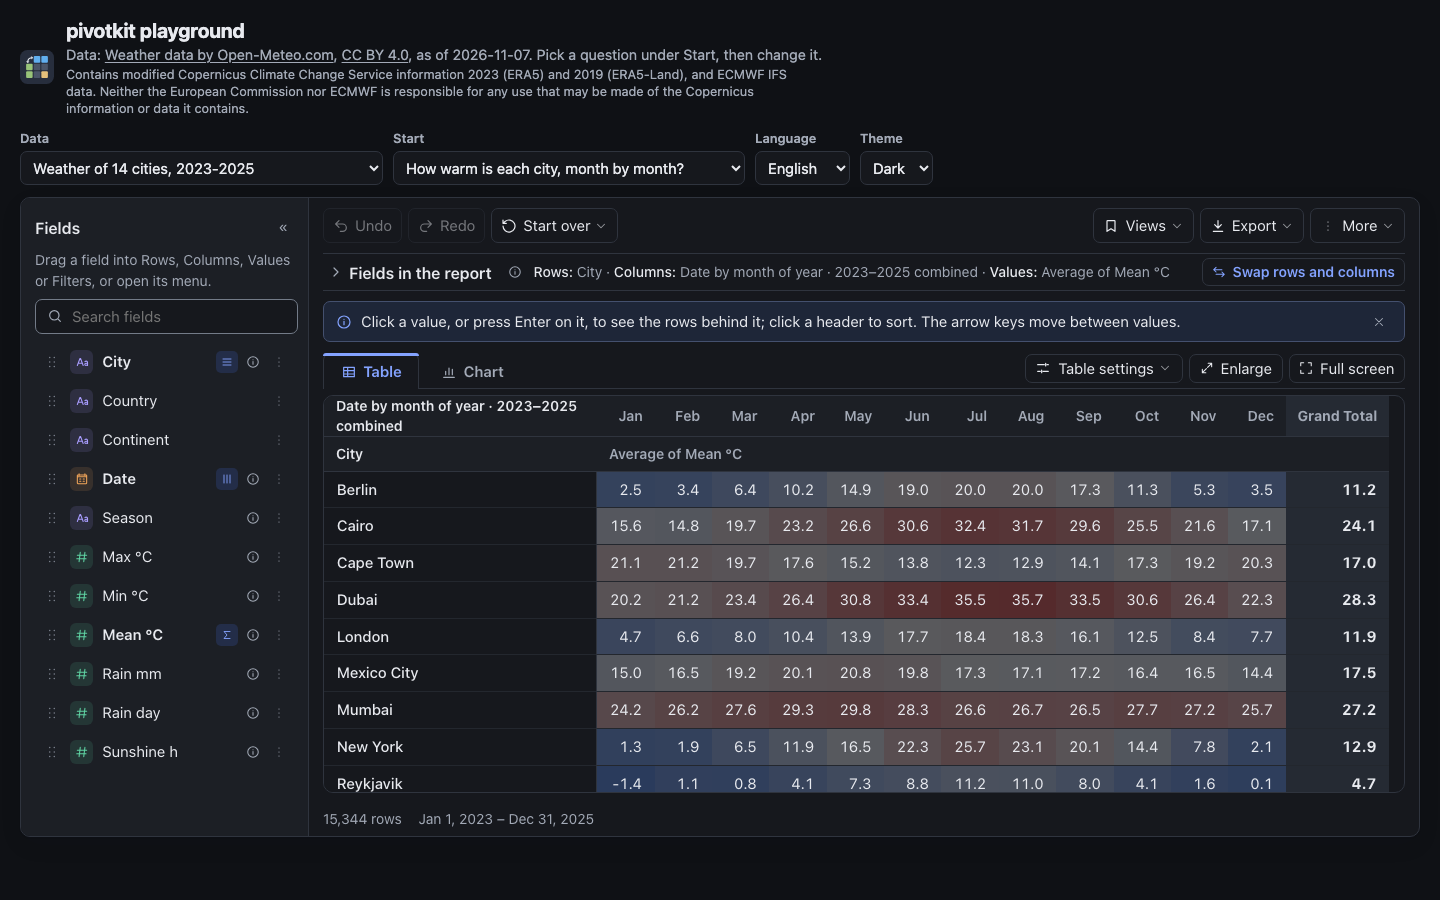 pivotkit playground
Data: Weather data by Open-Meteo.com, CC BY 4.0, as of 2026-11-07. Pick a question under Start, then change it.
Contains modified Copernicus Climate Change Service information 2023 (ERA5) and 2019 (ERA5-Land), and ECMWF IFS
data. Neither the European Commission nor ECMWF is responsible for any use that may be made of the Copernicus
information or data it contains.
Data Start Language Theme
Weather of 14 cities, 2023-2025 How warm is each city, month by month? English Dark
Fields «
Drag a field into Rows, Columns, Values
or Filters, or open its menu.
Search fields
Aa City
Aa Country
Aa Continent
Date
Aa Season
# Max °C
# Min °C
# Mean °C Σ
# Rain mm
# Rain day
# Sunshine h
Undo Redo Start over Views Export More
Fields in the report Rows: City · Columns: Date by month of year · 2023–2025 combined · Values: Average of Mean °C Swap rows and columns
Click a value, or press Enter on it, to see the rows behind it; click a header to sort. The arrow keys move between values.
Table Chart Table settings Enlarge Full screen
Date by month of year · 2023–2025
combined Jan Feb Mar Apr May Jun Jul Aug Sep Oct Nov Dec Grand Total
City Average of Mean °C
Berlin 2.5 3.4 6.4 10.2 14.9 19.0 20.0 20.0 17.3 11.3 5.3 3.5 11.2
Cairo 15.6 14.8 19.7 23.2 26.6 30.6 32.4 31.7 29.6 25.5 21.6 17.1 24.1
Cape Town 21.1 21.2 19.7 17.6 15.2 13.8 12.3 12.9 14.1 17.3 19.2 20.3 17.0
Dubai 20.2 21.2 23.4 26.4 30.8 33.4 35.5 35.7 33.5 30.6 26.4 22.3 28.3
London 4.7 6.6 8.0 10.4 13.9 17.7 18.4 18.3 16.1 12.5 8.4 7.7 11.9
Mexico City 15.0 16.5 19.2 20.1 20.8 19.8 17.3 17.1 17.2 16.4 16.5 14.4 17.5
Mumbai 24.2 26.2 27.6 29.3 29.8 28.3 26.6 26.7 26.5 27.7 27.2 25.7 27.2
New York 1.3 1.9 6.5 11.9 16.5 22.3 25.7 23.1 20.1 14.4 7.8 2.1 12.9
Reykjavik -1.4 1.1 0.8 4.1 7.3 8.8 11.2 11.0 8.0 4.1 1.6 0.1 4.7
15,344 rows Jan 1, 2023 – Dec 31, 2025